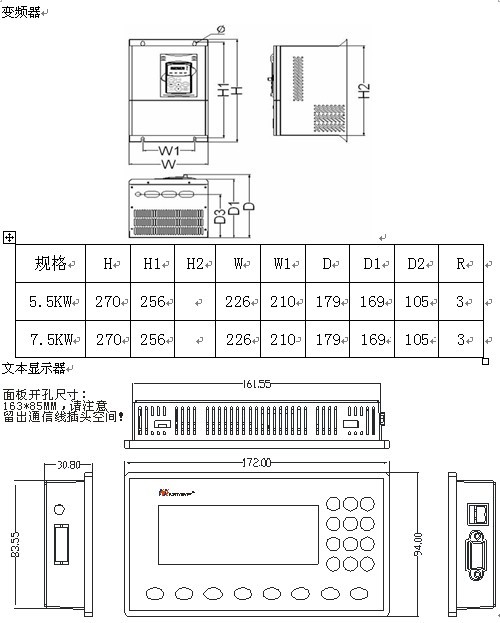 变频器
Ø
H1
H
H2
W1
W
D3
D1
D
规格 H H1 H2 W W1 D D1 D2 R
5.5KW 270 256 226 210 179 169 105 3
7.5KW 270 256 226 210 179 169 105 3
文本显示器
面板开孔尺寸：
163*85MM，请注意
留出通信线插头空间！
161.55
30.80
172.00
83.55
94.00